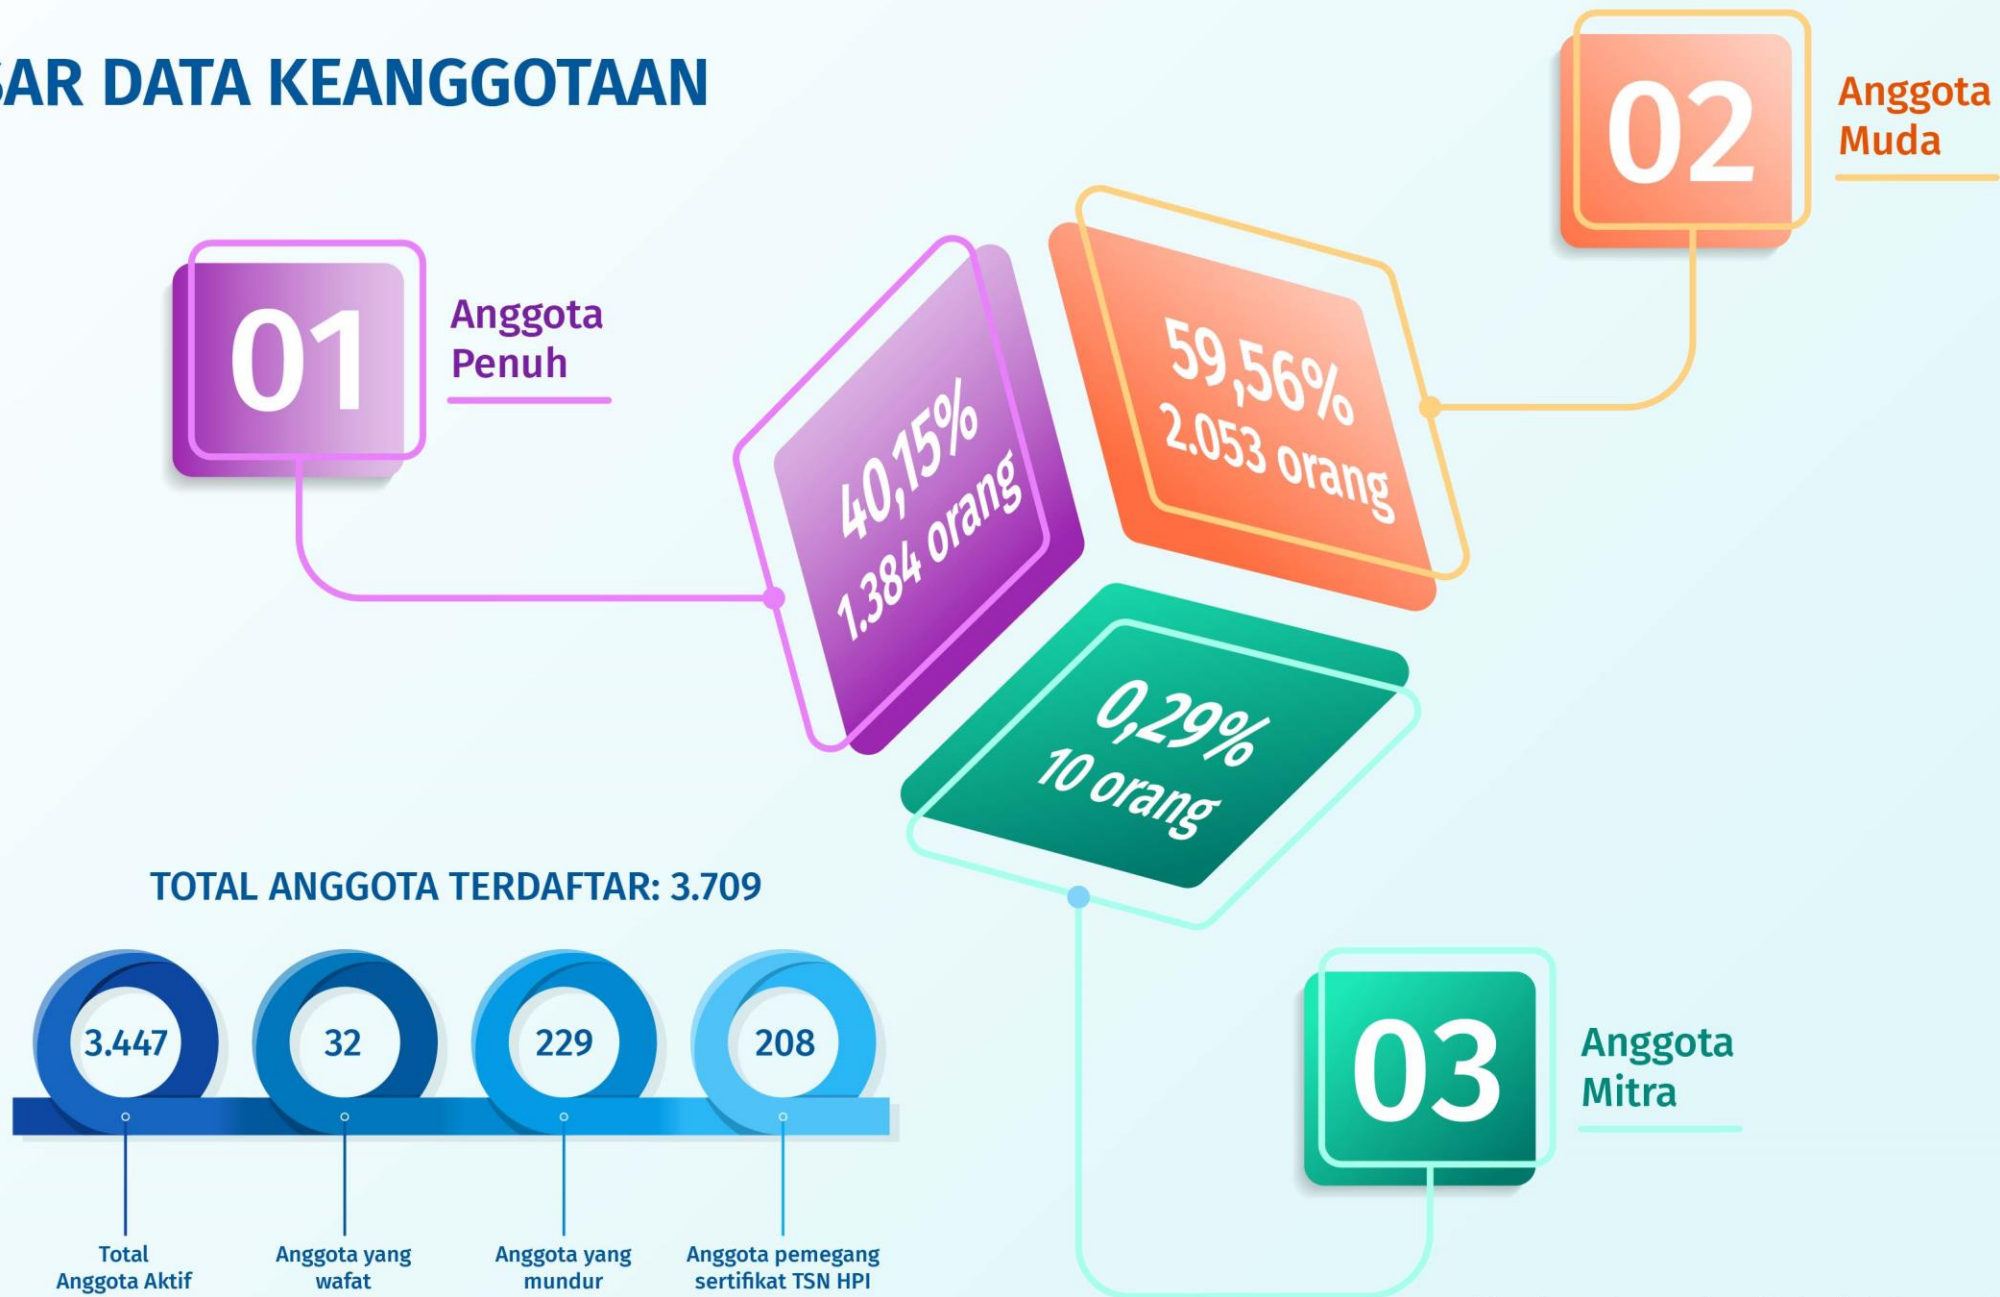 SAR DATA KEANGGOTAAN
01
Anggota
Penuh
02
Anggota
Muda
40,15%
1.384 orang
59,56%
2.053 orang
0,29%
10 orang
03
Anggota
Mitra
TOTAL ANGGOTA TERDAFTAR: 3.709
3.447
32
229
208
Total
Anggota Aktif
Anggota yang
wafat
Anggota yang
mundur
Anggota pemegang
sertifikat TSN HPI